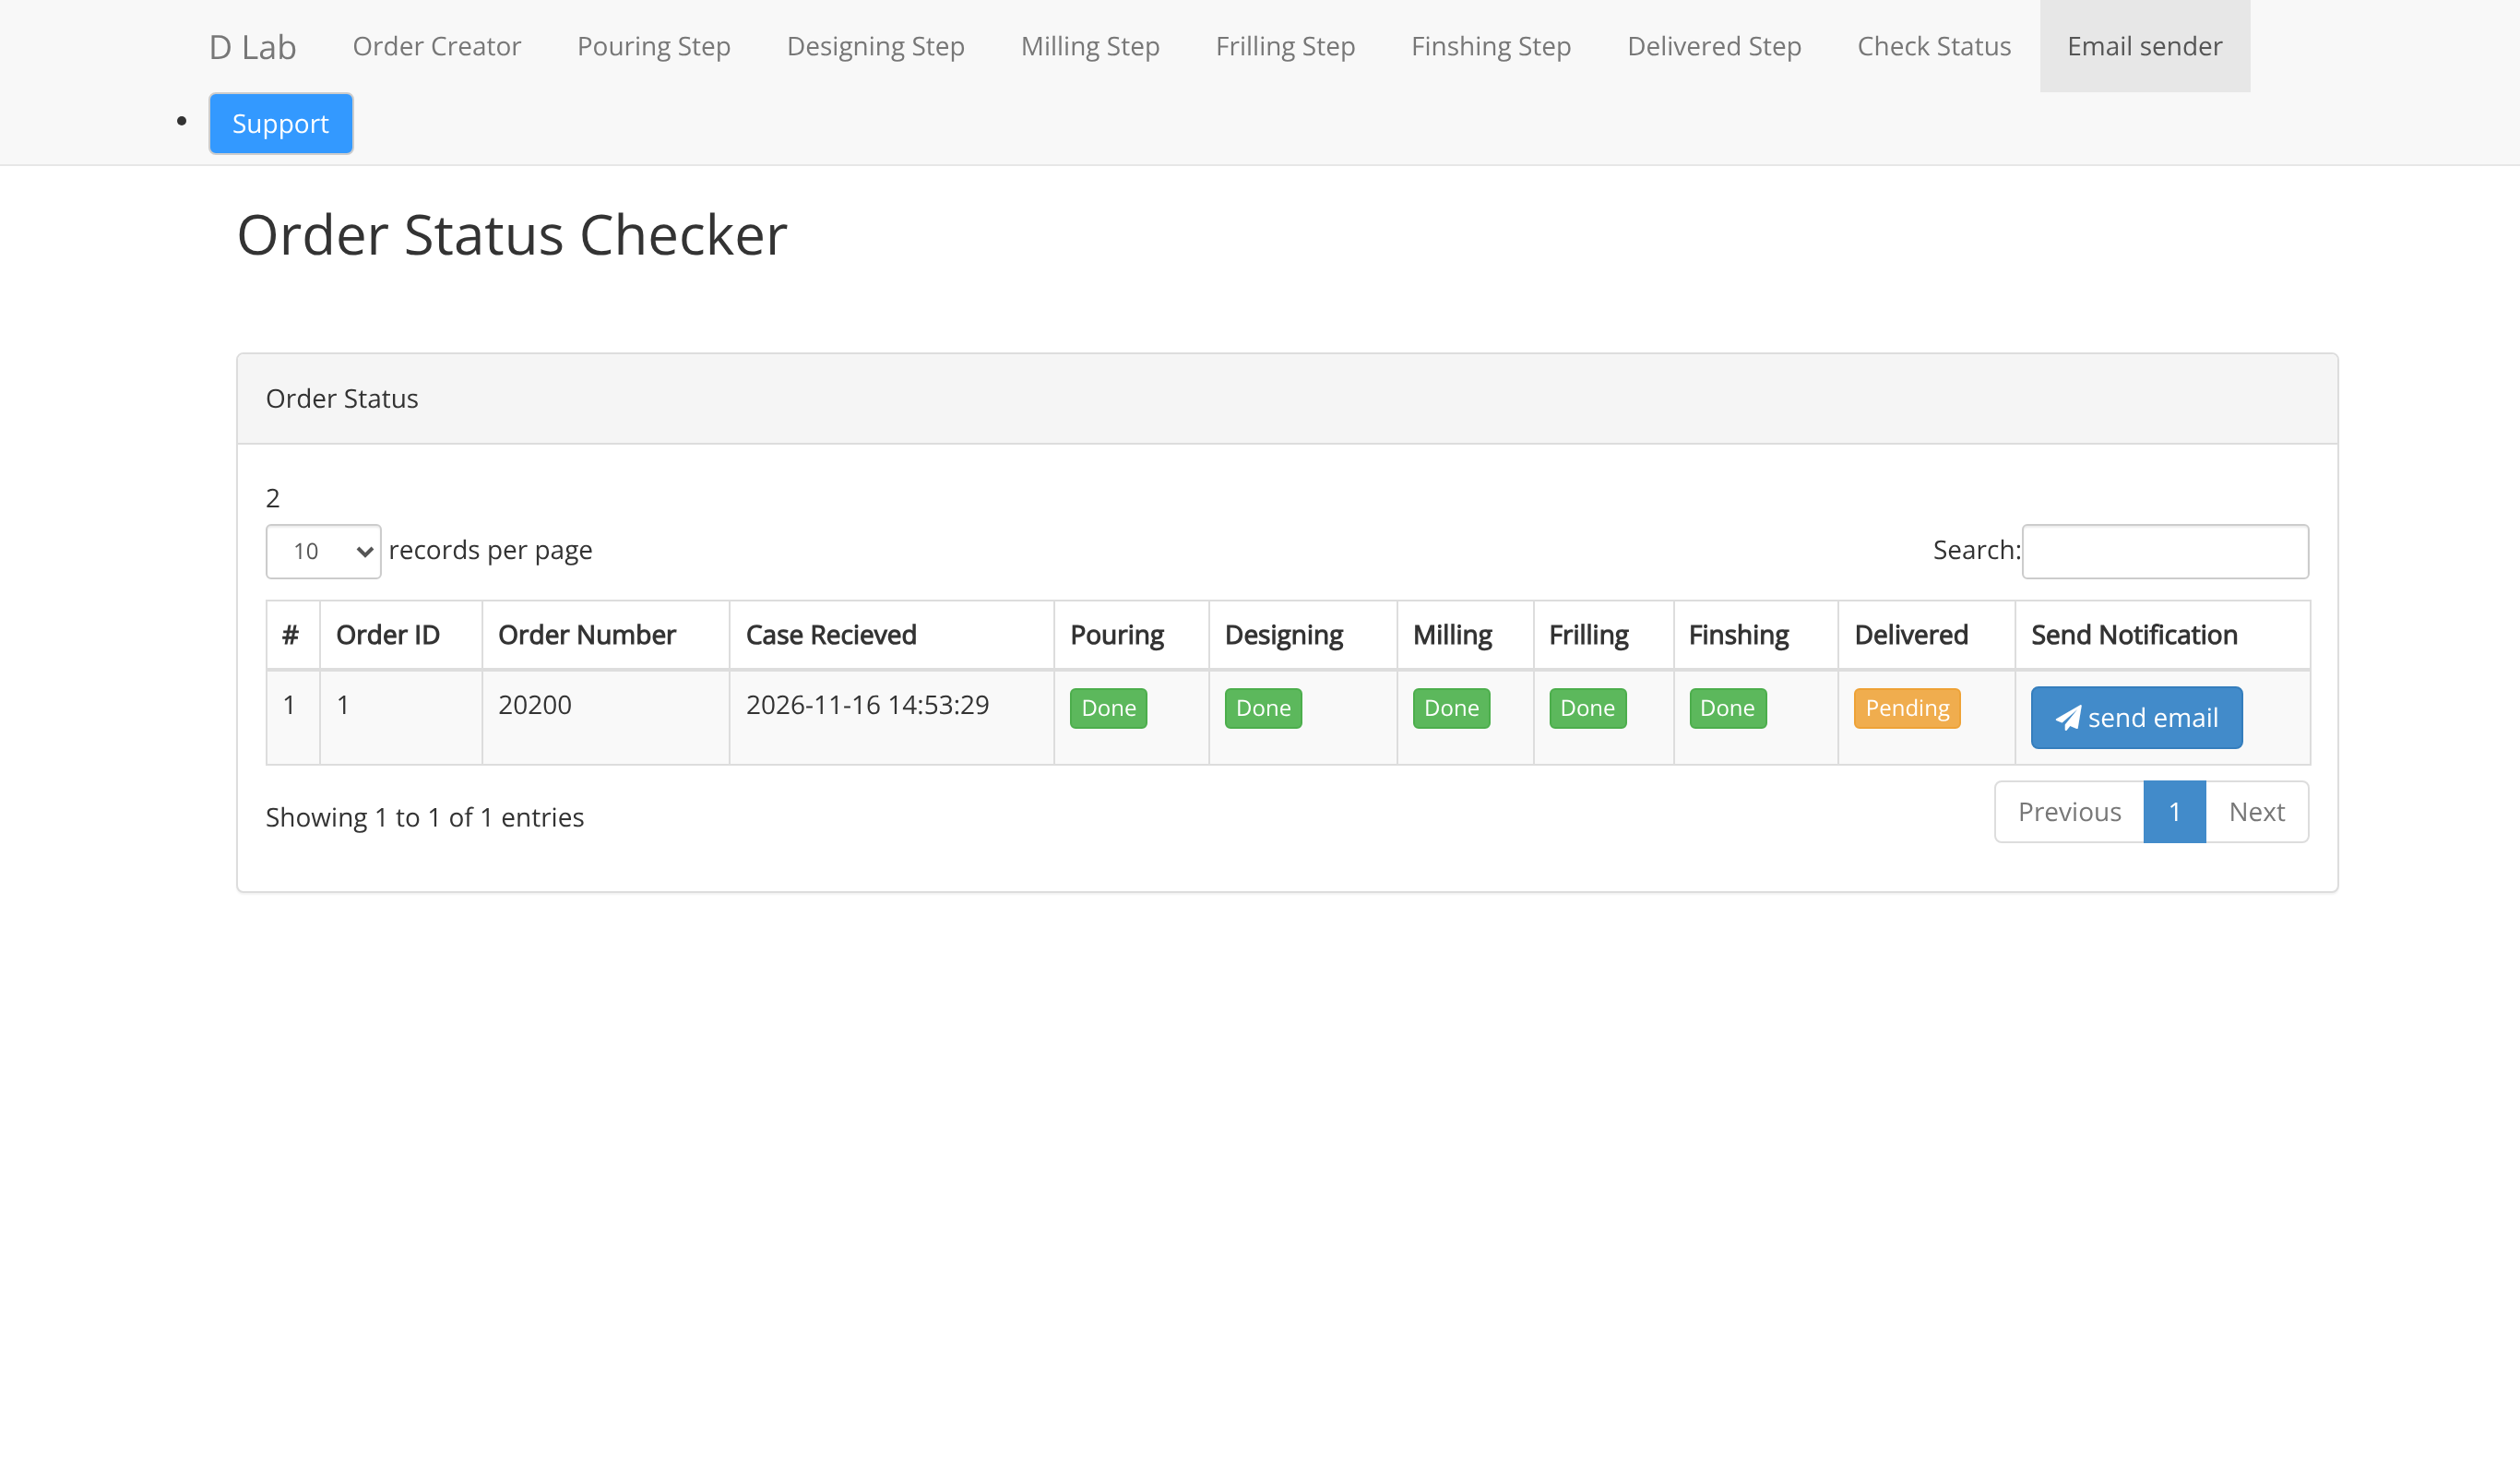 D Lab Order Creator Pouring Step Designing Step Milling Step Frilling Step Finshing Step Delivered Step Check Status Email sender
Support
Order Status Checker
Order Status
2
10 records per page Search:
# Order ID Order Number Case Recieved Pouring Designing Milling Frilling Finshing Delivered Send Notification
1 1 20200 2026-11-16 14:53:29 Done Done Done Done Done Pending send email
Showing 1 to 1 of 1 entries Previous 1 Next